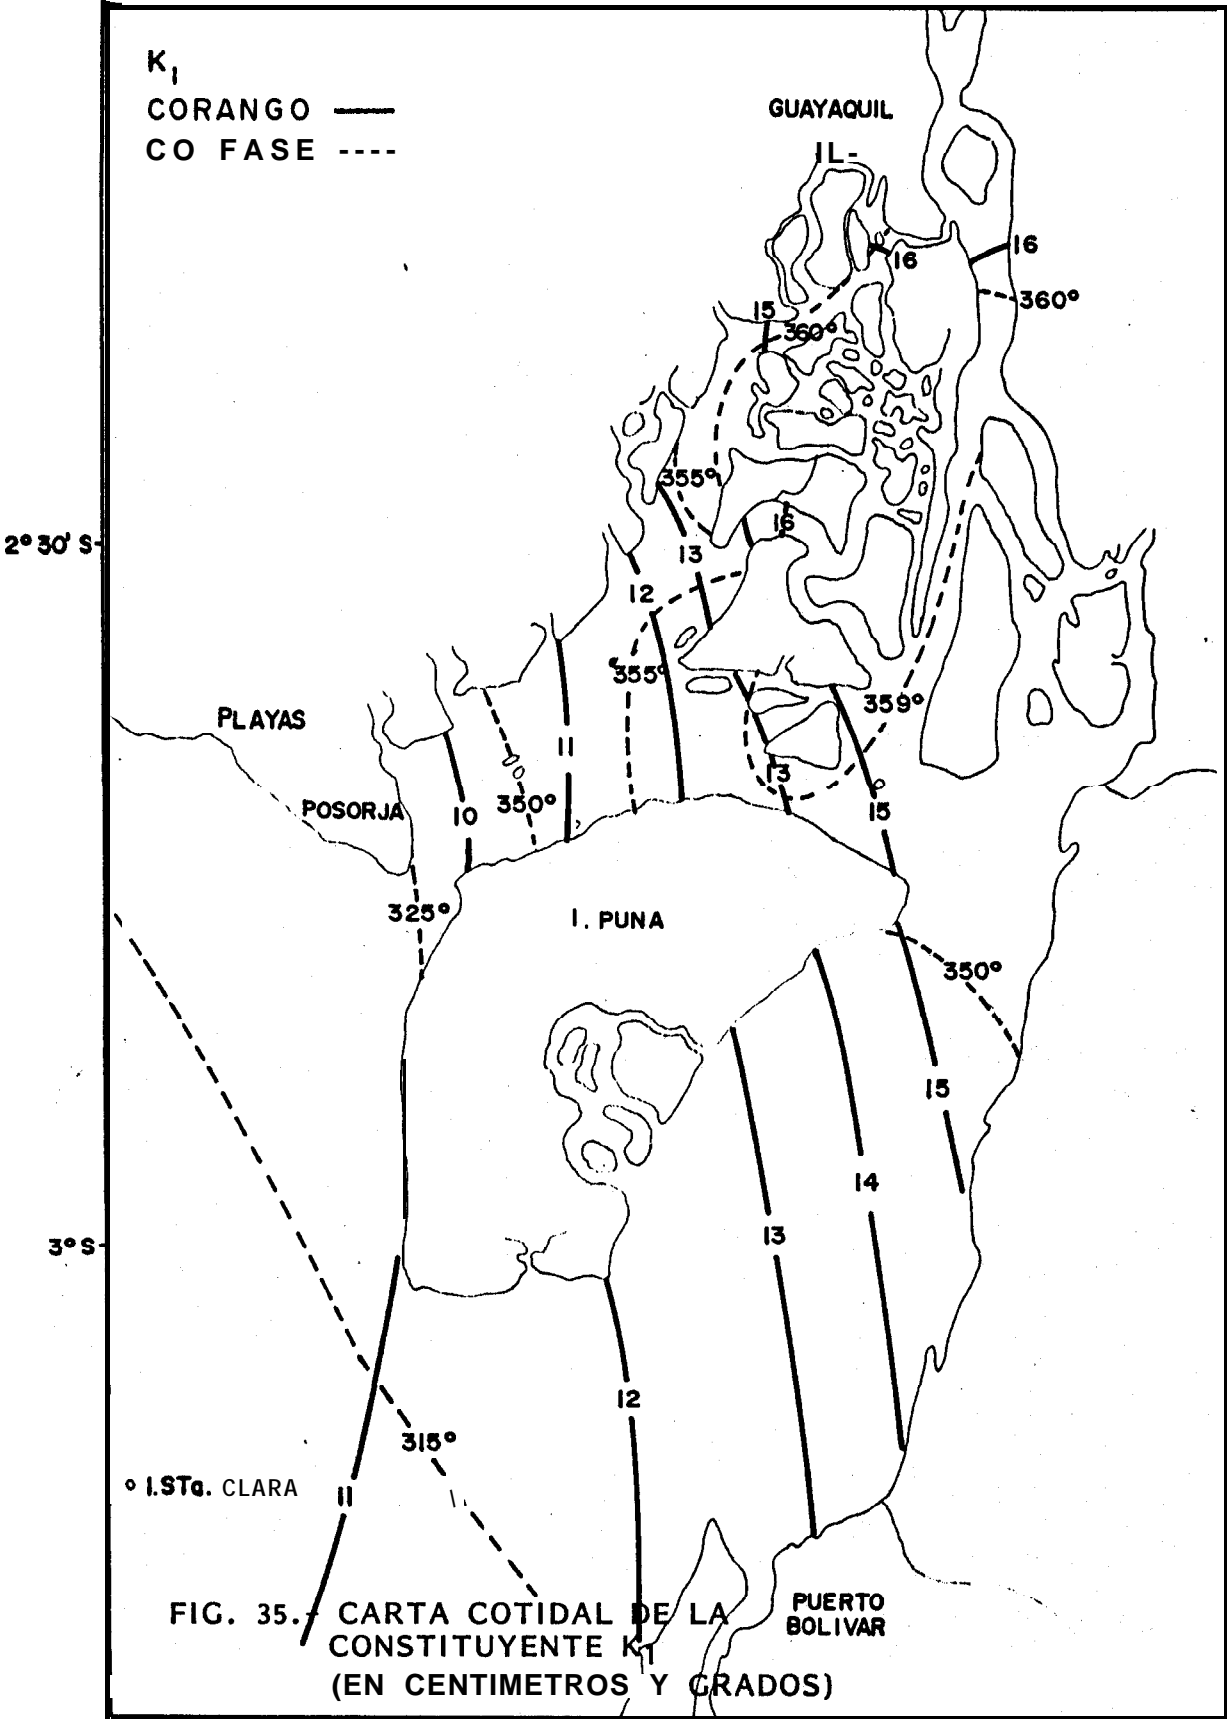 K1
CORANGO
CO FASE ----
GUAYAQUIL
IL-
16
16
360°
15
360°
355°
16
2° 30' S
13
12
355°
359°
PLAYAS
11
13
350°
POSORJA
10
15
325°
I. PUNA
350°
15
14
13
3° S
12
315°
I.STa. CLARA
11
FIG. 35.- CARTA COTIDAL DE LA
CONSTITUYENTE K1
(EN CENTIMETROS Y GRADOS)
PUERTO
BOLIVAR